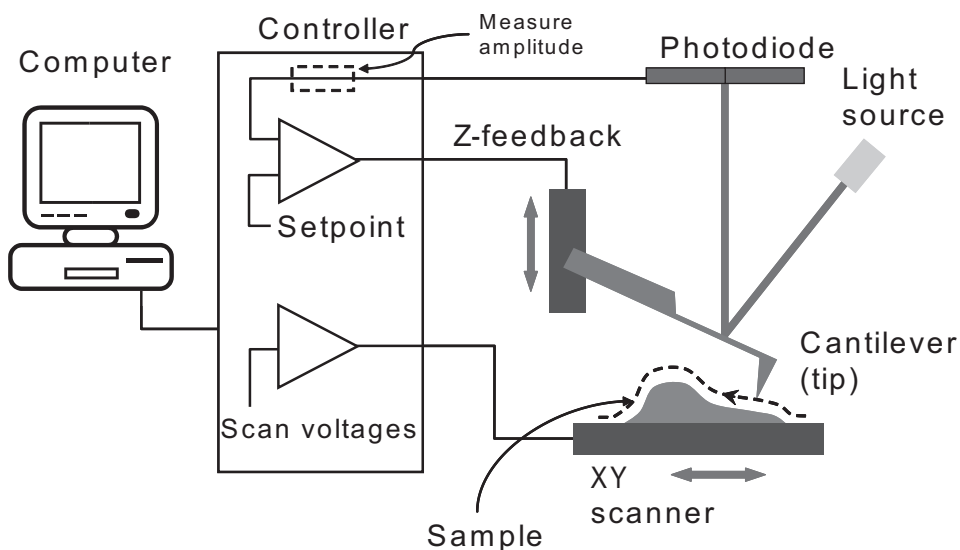 Controller
Measure
amplitude
Computer
Photodiode
Light
source
Z-feedback
Setpoint
Cantilever
(tip)
Scan voltages
XY
scanner
Sample